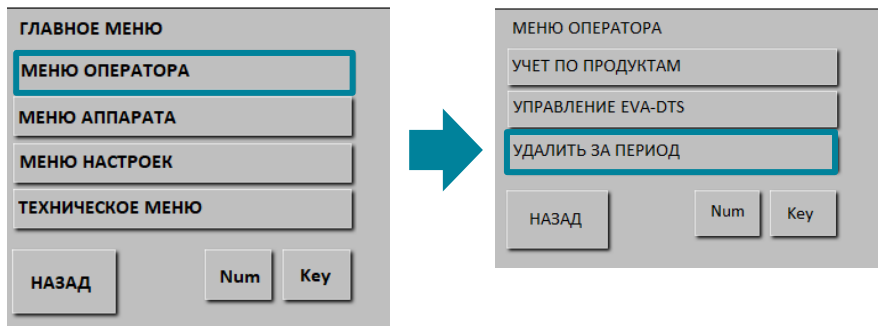 ГЛАВНОЕ МЕНЮ
МЕНЮ ОПЕРАТОРА
МЕНЮ АППАРАТА
МЕНЮ НАСТРОЕК
ТЕХНИЧЕСКОЕ МЕНЮ
НАЗАД
Num
Key
МЕНЮ ОПЕРАТОРА
УЧЕТ ПО ПРОДУКТАМ
УПРАВЛЕНИЕ EVA-DTS
УДАЛИТЬ ЗА ПЕРИОД
НАЗАД
Num
Key